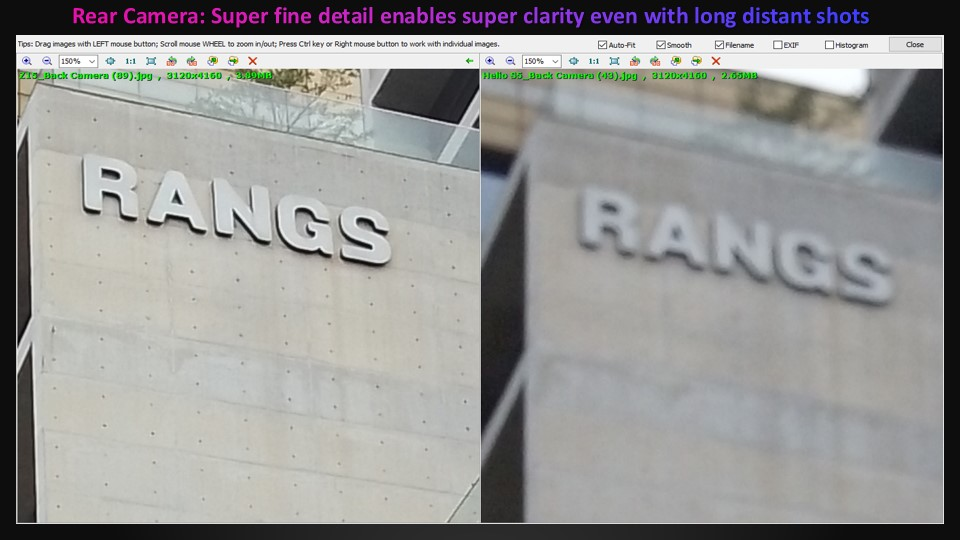 Rear Camera: Super fine detail enables super clarity even with long distant shots
Tips: Drag images with LEFT mouse button; Scroll mouse WHEEL to zoom in/out; Press Ctrl key or Right mouse button to work with individual images.
Auto-Fit Smooth Filename EXIF Histogram Close
150% 1:1
150% 1:1
Back Camera (89).jpg , 3120x4160 ,
Hello 55_Back Camera (43).jpg , 3120x4160 ,
RANGS
RANGS